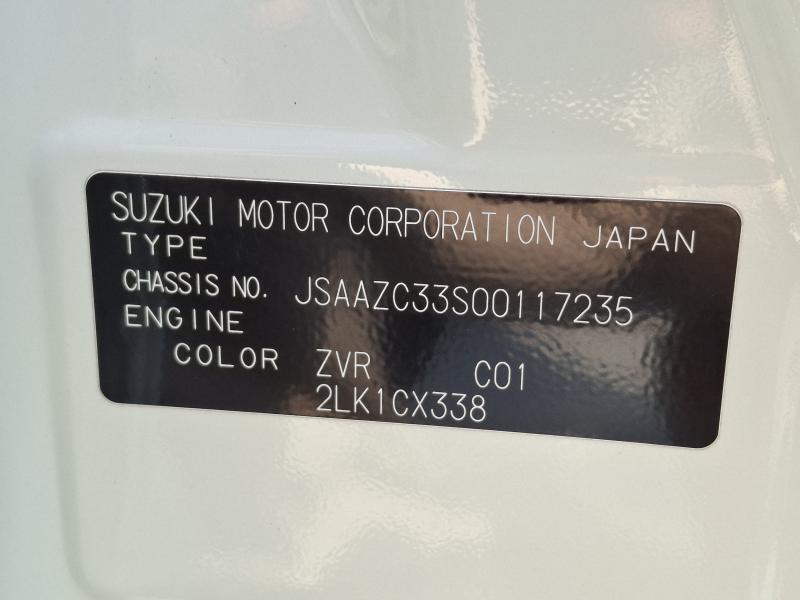 SUZUKI MOTOR CORPORATION JAPAN
TYPE
CHASSIS NO. JSAAZC33S00117235
ENGINE
COLOR ZVR C01
2LK1CX338